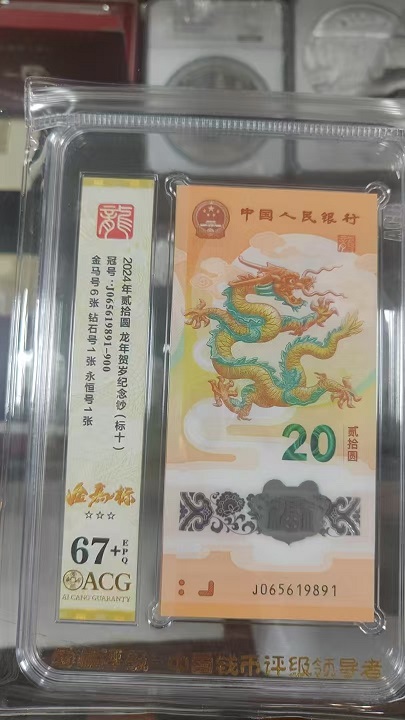 龍
2024年贰拾圆 龙年贺岁纪念钞(标十)
冠号:J065619891-900
金马号6张 钻石号1张 永恒号1张
金马标
☆☆☆
67+
EPQ
ACG
AI CANG GUARANTY
中国人民银行
20
贰拾圆
J065619891
中国钱币评级领导者